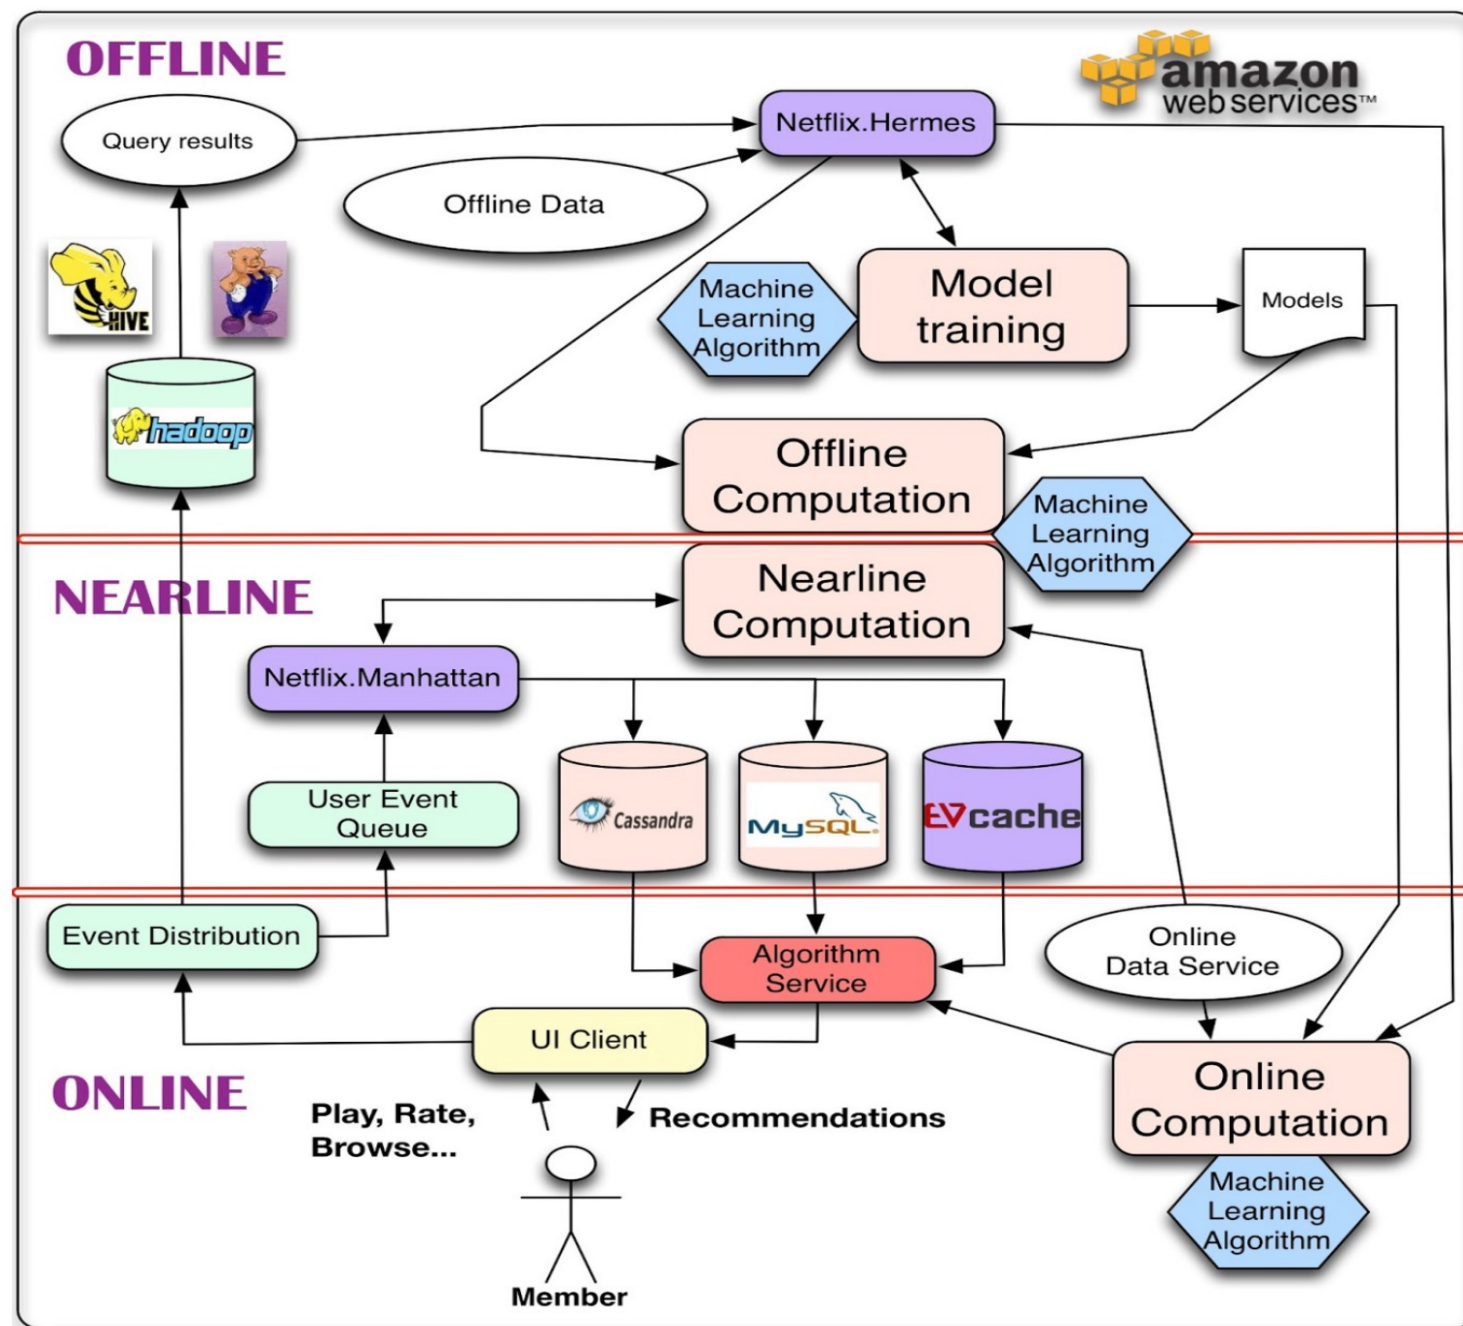 OFFLINE
amazon
web services™
Query results
Netflix.Hermes
Offline Data
HIVE
Machine
Learning
Algorithm
Model
training
Models
hadoop
Offline
Computation
Machine
Learning
Algorithm
NEARLINE
Nearline
Computation
Netflix.Manhattan
User Event
Queue
Cassandra
MySQL®
EVcache
Event Distribution
Algorithm
Service
Online
Data Service
UI Client
ONLINE
Play, Rate,
Browse...
Recommendations
Online
Computation
Machine
Learning
Algorithm
Member